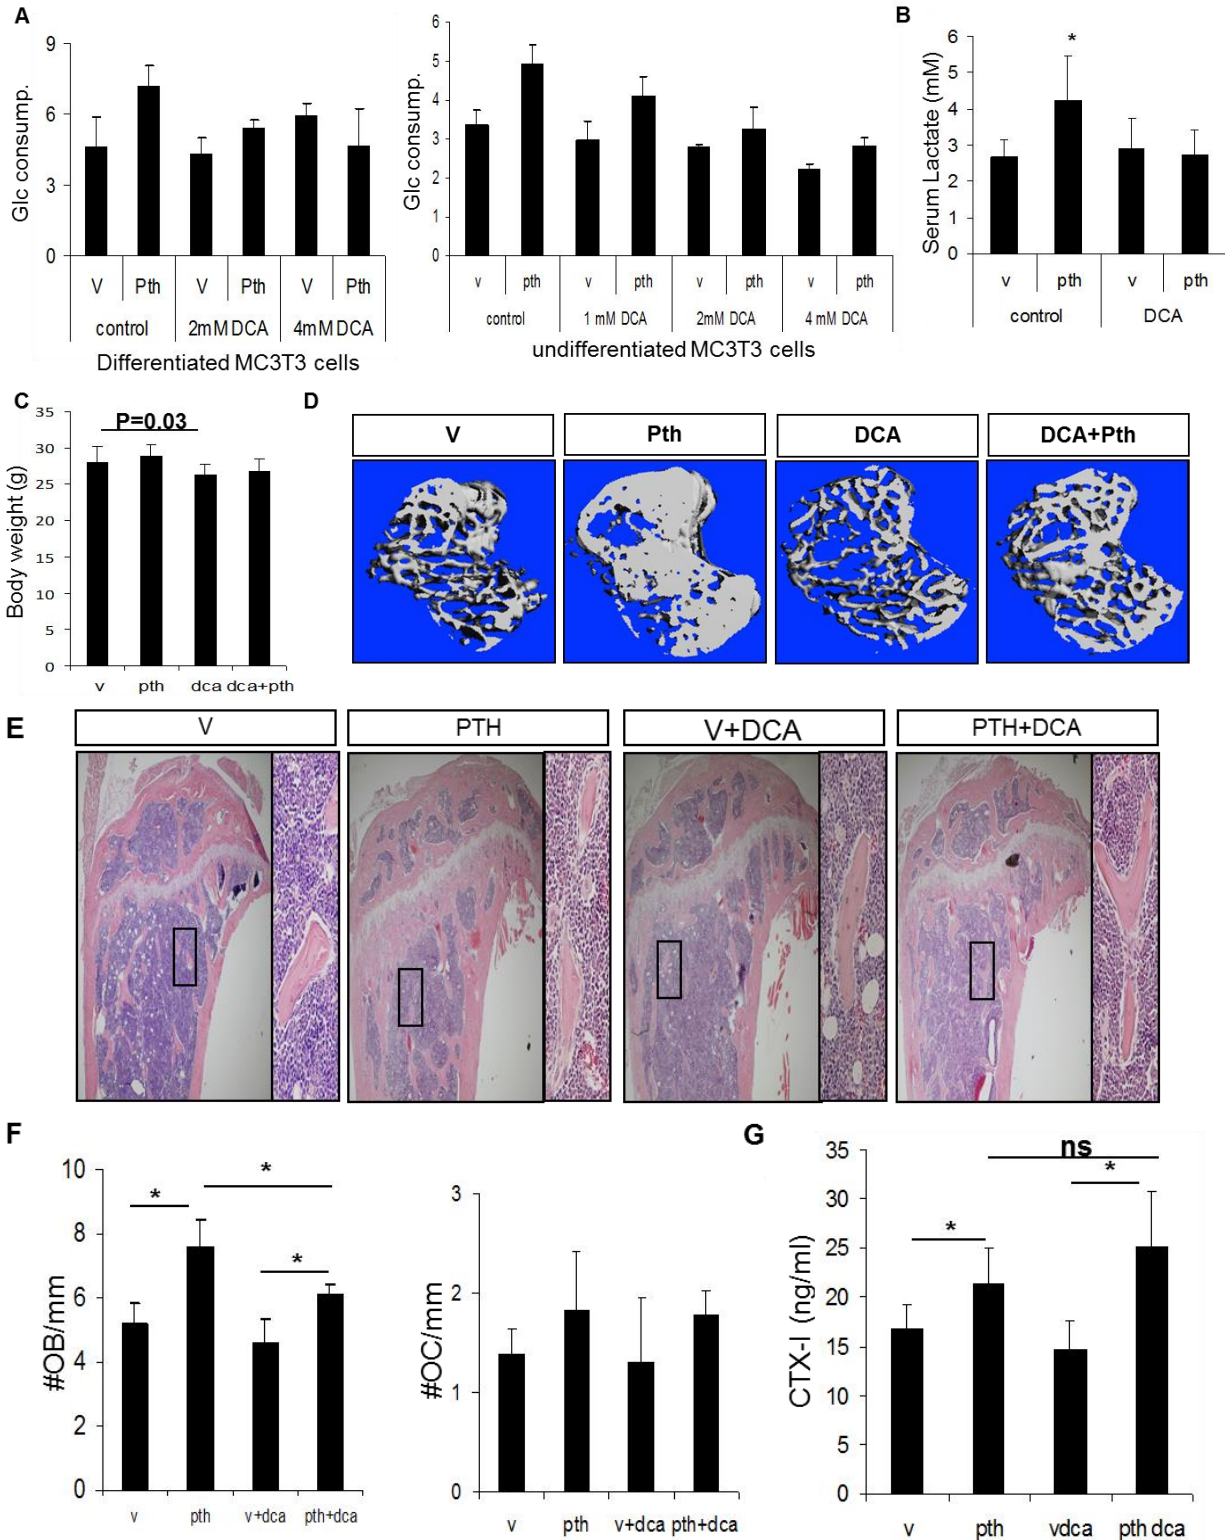 A
Glc consump.
9
6
3
0
V Pth V Pth V Pth
control 2mM DCA 4mM DCA
Differentiated MC3T3 cells
Glc consump.
6
5
4
3
2
1
0
v pth v pth v pth v pth
control 1 mM DCA 2mM DCA 4 mM DCA
undifferentiated MC3T3 cells
B
Serum Lactate (mM)
6
5
4
3
2
1
0
*
v pth v pth
control DCA
C
Body weight (g)
35
30
25
20
15
10
5
0
P=0.03
v pth dca dca+pth
D
V Pth DCA DCA+Pth
E
V PTH V+DCA PTH+DCA
F
#OB/mm
10
8
6
4
2
0
* * *
v pth v+dca pth+dca
#OC/mm
3
2
1
0
v pth v+dca pth+dca
G
CTX-I (ng/ml)
35
30
25
20
15
10
5
0
ns
* *
v pth vdca pth dca